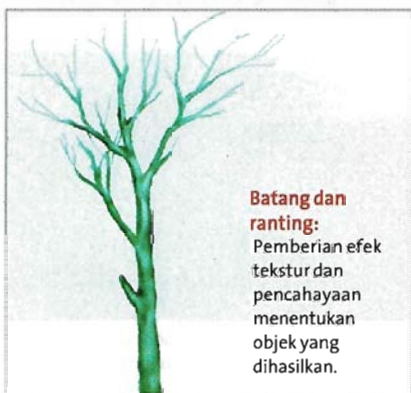 Batang dan
ranting:
Pemberian efek
tekstur dan
pencahayaan
menentukan
objek yang
dihasilkan.